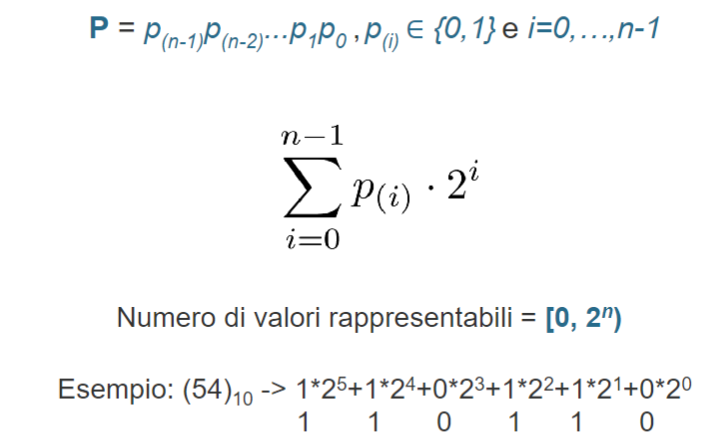 P = p(n-1)p(n-2)...p1p0 , p(i) ∈ {0,1} e i=0,...,n-1
n−1
∑ p(i) · 2^i
i=0
Numero di valori rappresentabili = [0, 2^n)
Esempio: (54)10 -> 1*2^5+1*2^4+0*2^3+1*2^2+1*2^1+0*2^0
1 1 0 1 1 0